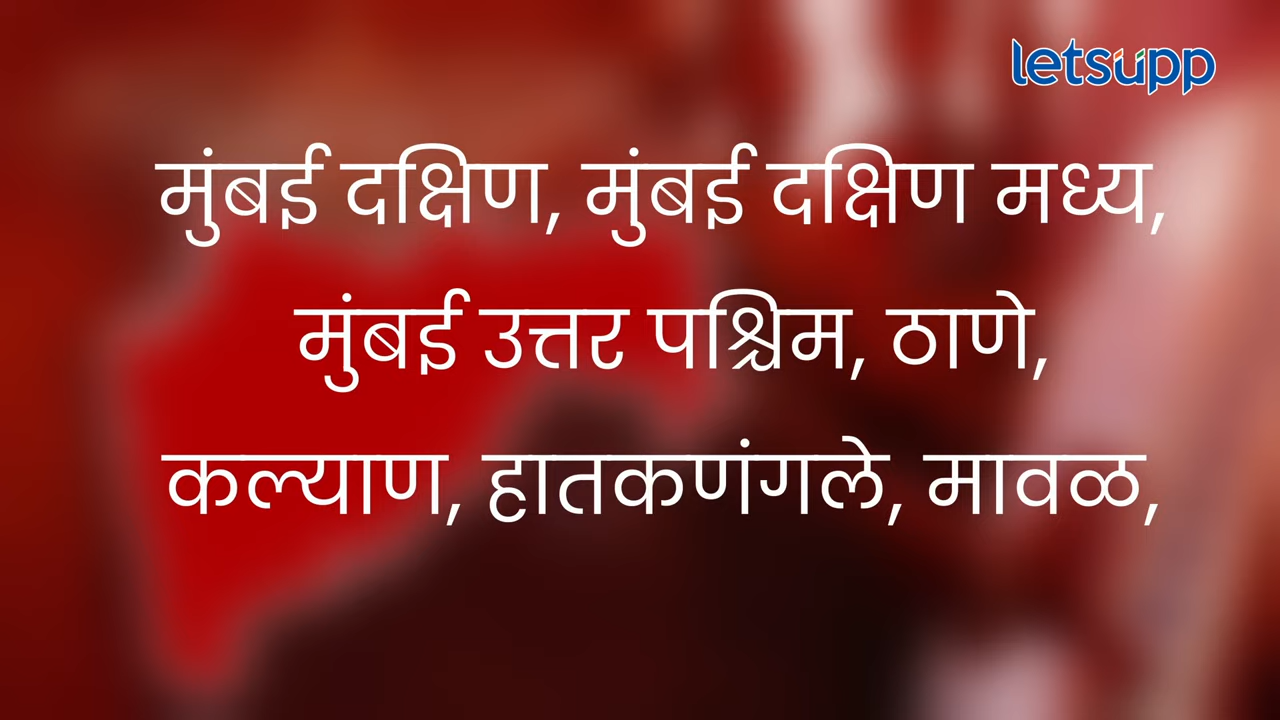 letsupp
मुंबई दक्षिण, मुंबई दक्षिण मध्य,
मुंबई उत्तर पश्चिम, ठाणे,
कल्याण, हातकणंगले, मावळ,